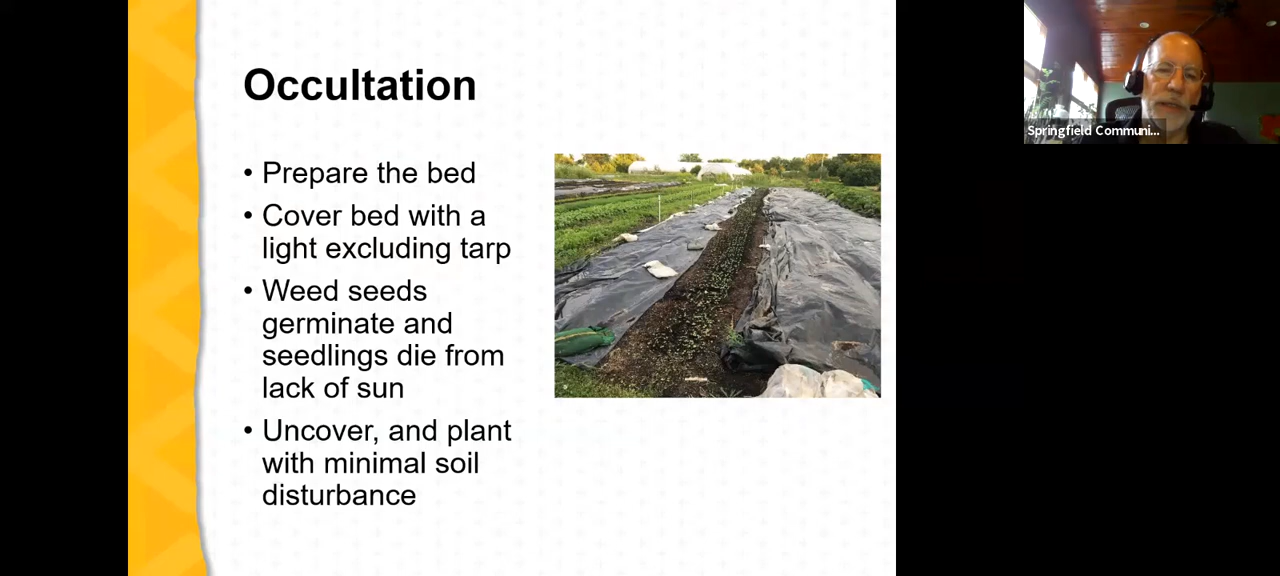 Occultation
• Prepare the bed
• Cover bed with a
light excluding tarp
• Weed seeds
germinate and
seedlings die from
lack of sun
• Uncover, and plant
with minimal soil
disturbance
Springfield Communi...